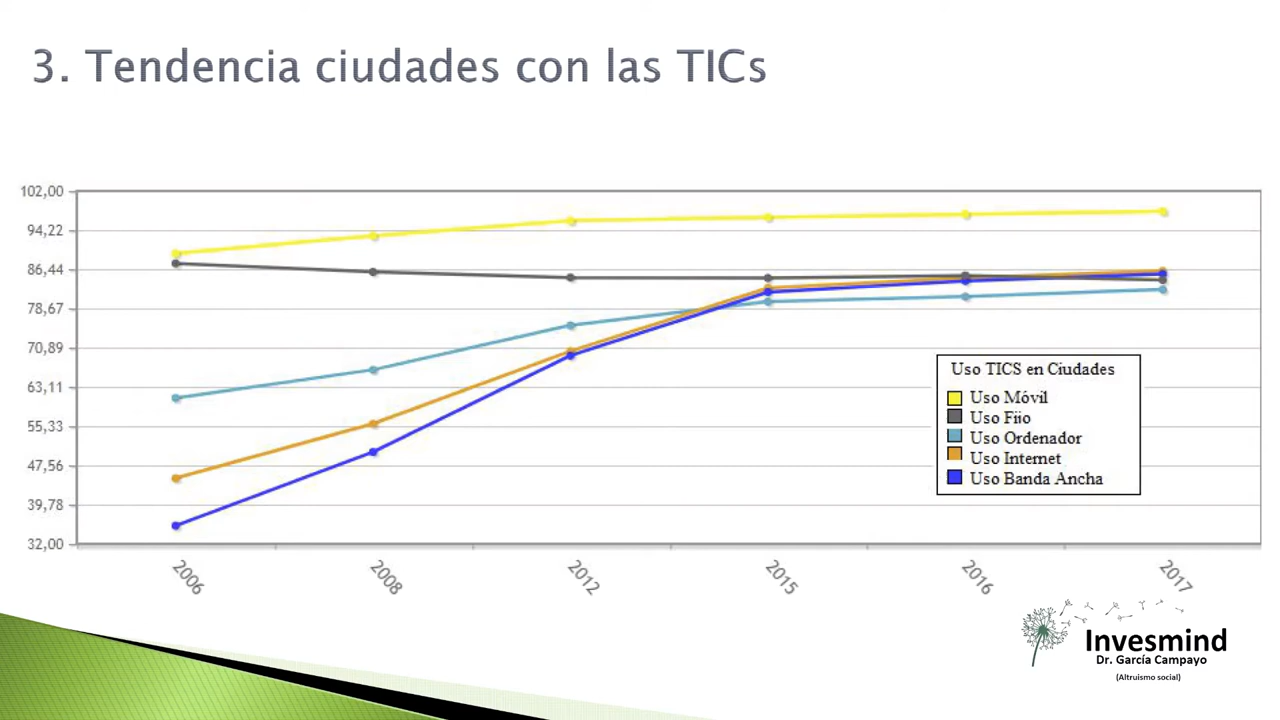 3. Tendencia ciudades con las TICs
102,00
94,22
86,44
78,67
70,89
63,11
55,33
47,56
39,78
32,00
Uso TICS en Ciudades
Uso Móvil
Uso Fijo
Uso Ordenador
Uso Internet
Uso Banda Ancha
2006
2008
2012
2015
2016
2017
Invesmind
Dr. García Campayo
(Altruismo social)